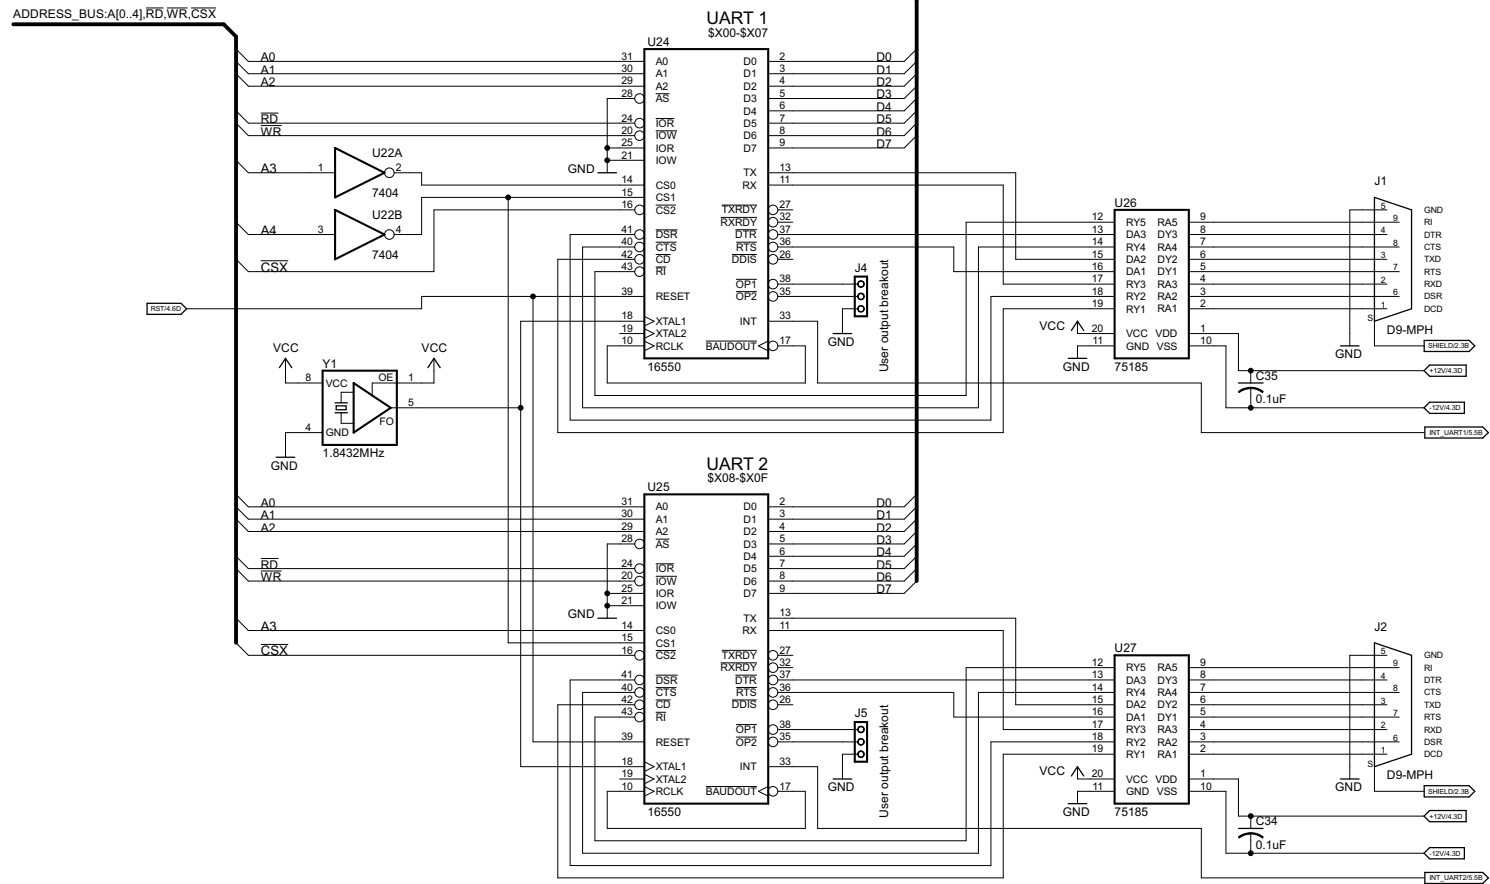 ADDRESS_BUS:A[0..4],RD,WR,CSX
UART 1
$X00-$X07
U24
A0 31 A0 D0 2 D0
A1 30 A1 D1 3 D1
A2 29 A2 D2 4 D2
28 AS D3 5 D3
D4 6 D4
RD 24 IOR D5 7 D5
WR 20 IOW D6 8 D6
25 IOR D7 9 D7
21 IOW
GND
TX 13
A3 1 U22A 2 7404
14 CS0 RX 11
15 CS1
16 CS2 TXRDY 27
RXRDY 32
A4 3 U22B 4 7404
41 DSR DTR 37
40 CTS RTS 36
42 CD DDIS 26
CSX
43 RI
OP1 38
RST/4.6D
39 RESET OP2 35
J4
GND
User output breakout
18 XTAL1 INT 33
19 XTAL2
10 RCLK BAUDOUT 17
16550
U26
12 RY5 RA5 9
13 DA3 DY3 8
14 RY4 RA4 7
15 DA2 DY2 6
16 DA1 DY1 5
17 RY3 RA3 4
18 RY2 RA2 3
19 RY1 RA1 2
VCC 20 VCC VDD 1
GND 11 GND VSS 10
75185
J1
5 GND
9 RI
4 DTR
8 CTS
3 TXD
7 RTS
2 RXD
6 DSR
1 DCD
S
D9-MPH
GND
SHIELD/2.3B
+12V/4.3D
C35
0.1uF
-12V/4.3D
INT_UART1/5.5B
VCC
VCC
Y1
8 VCC OE 1
FO 5
4 GND
GND
1.8432MHz
UART 2
$X08-$X0F
U25
A0 31 A0 D0 2 D0
A1 30 A1 D1 3 D1
A2 29 A2 D2 4 D2
28 AS D3 5 D3
D4 6 D4
RD 24 IOR D5 7 D5
WR 20 IOW D6 8 D6
25 IOR D7 9 D7
21 IOW
GND
TX 13
A3 14 CS0 RX 11
15 CS1
CSX 16 CS2 TXRDY 27
RXRDY 32
41 DSR DTR 37
40 CTS RTS 36
42 CD DDIS 26
43 RI
OP1 38
39 RESET OP2 35
J5
GND
User output breakout
18 XTAL1 INT 33
19 XTAL2
10 RCLK BAUDOUT 17
16550
U27
12 RY5 RA5 9
13 DA3 DY3 8
14 RY4 RA4 7
15 DA2 DY2 6
16 DA1 DY1 5
17 RY3 RA3 4
18 RY2 RA2 3
19 RY1 RA1 2
VCC 20 VCC VDD 1
GND 11 GND VSS 10
75185
J2
5 GND
9 RI
4 DTR
8 CTS
3 TXD
7 RTS
2 RXD
6 DSR
1 DCD
S
D9-MPH
GND
SHIELD/2.3B
+12V/4.3D
C34
0.1uF
-12V/4.3D
INT_UART2/5.5B